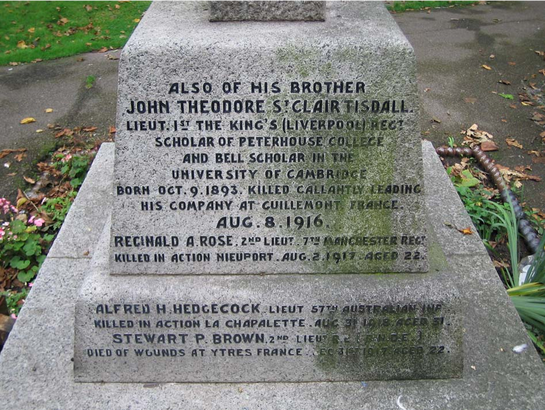 ALSO OF HIS BROTHER
JOHN THEODORE ST CLAIR TISDALL.
LIEUT. 1ST THE KING'S (LIVERPOOL) REGT
SCHOLAR OF PETERHOUSE COLLEGE
AND BELL SCHOLAR IN THE
UNIVERSITY OF CAMBRIDGE
BORN OCT. 9. 1893. KILLED GALLANTLY LEADING
HIS COMPANY AT GUILLEMONT FRANCE.
AUG. 8. 1916.
REGINALD A. ROSE, 2ND LIEUT. 7TH MANCHESTER REGT
KILLED IN ACTION NIEUPORT. AUG. 2. 1917. AGED 22.
ALFRED H. HEDGECOCK. LIEUT 57TH AUSTRALIAN INF.
KILLED IN ACTION LA CHAPALETTE. AUG 31 1918 AGED 31.
STEWART P. BROWN. 2ND LIEUT
DIED OF WOUNDS AT YTRES FRANCE 1917 AGED 22.